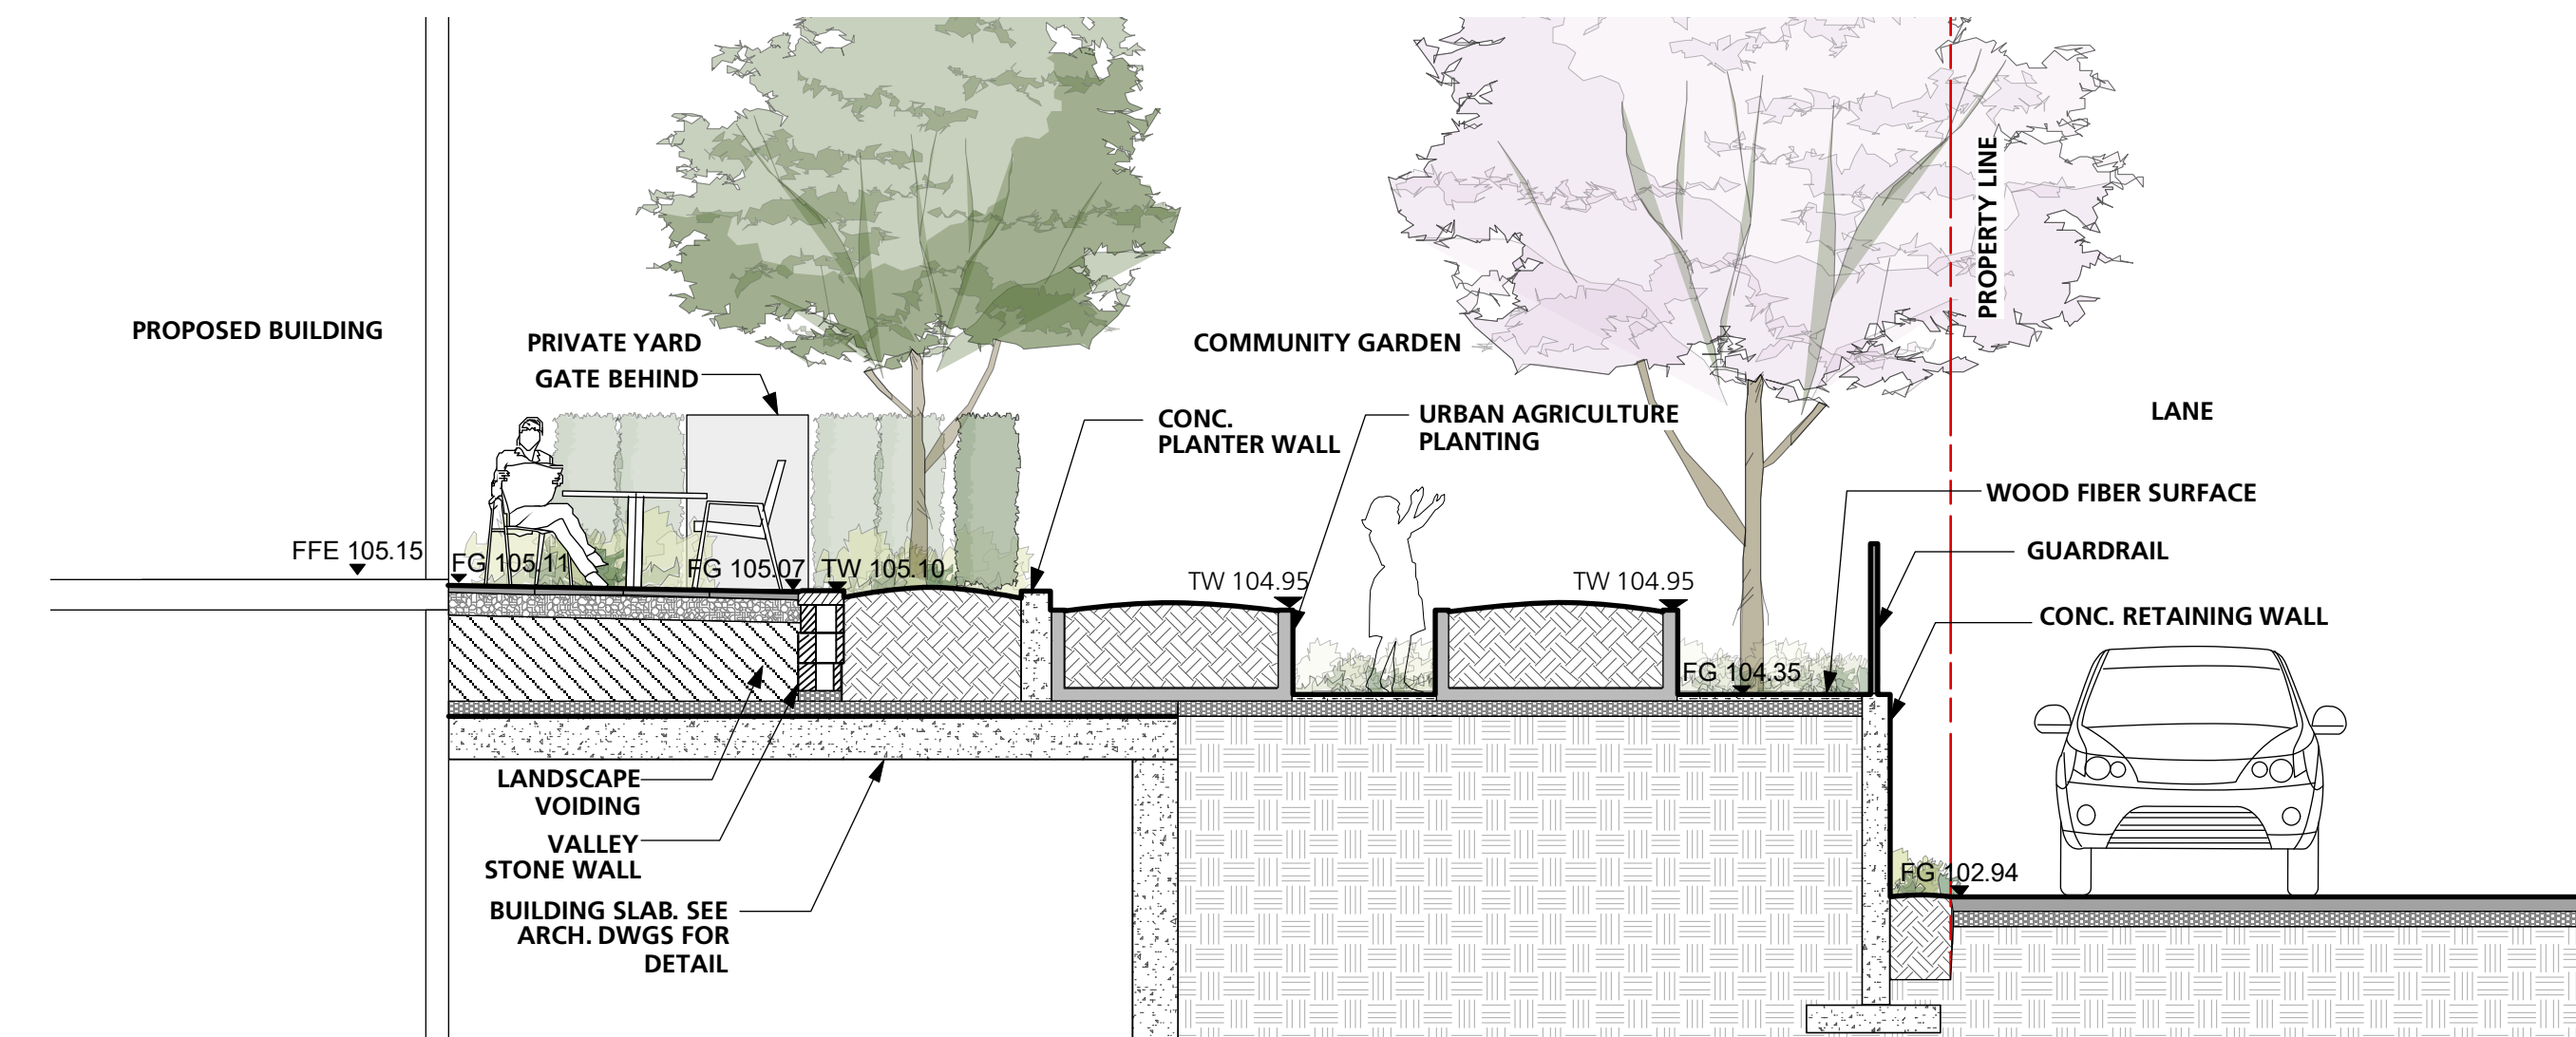 PROPERTY LINE
PROPOSED BUILDING
PRIVATE YARD
GATE BEHIND
COMMUNITY GARDEN
CONC.
PLANTER WALL
URBAN AGRICULTURE
PLANTING
LANE
WOOD FIBER SURFACE
GUARDRAIL
CONC. RETAINING WALL
FFE 105.15
FG 105.11
FG 105.07
TW 105.10
TW 104.95
TW 104.95
FG 104.35
LANDSCAPE
VOIDING
VALLEY
STONE WALL
BUILDING SLAB. SEE
ARCH. DWGS FOR
DETAIL
FG 102.94